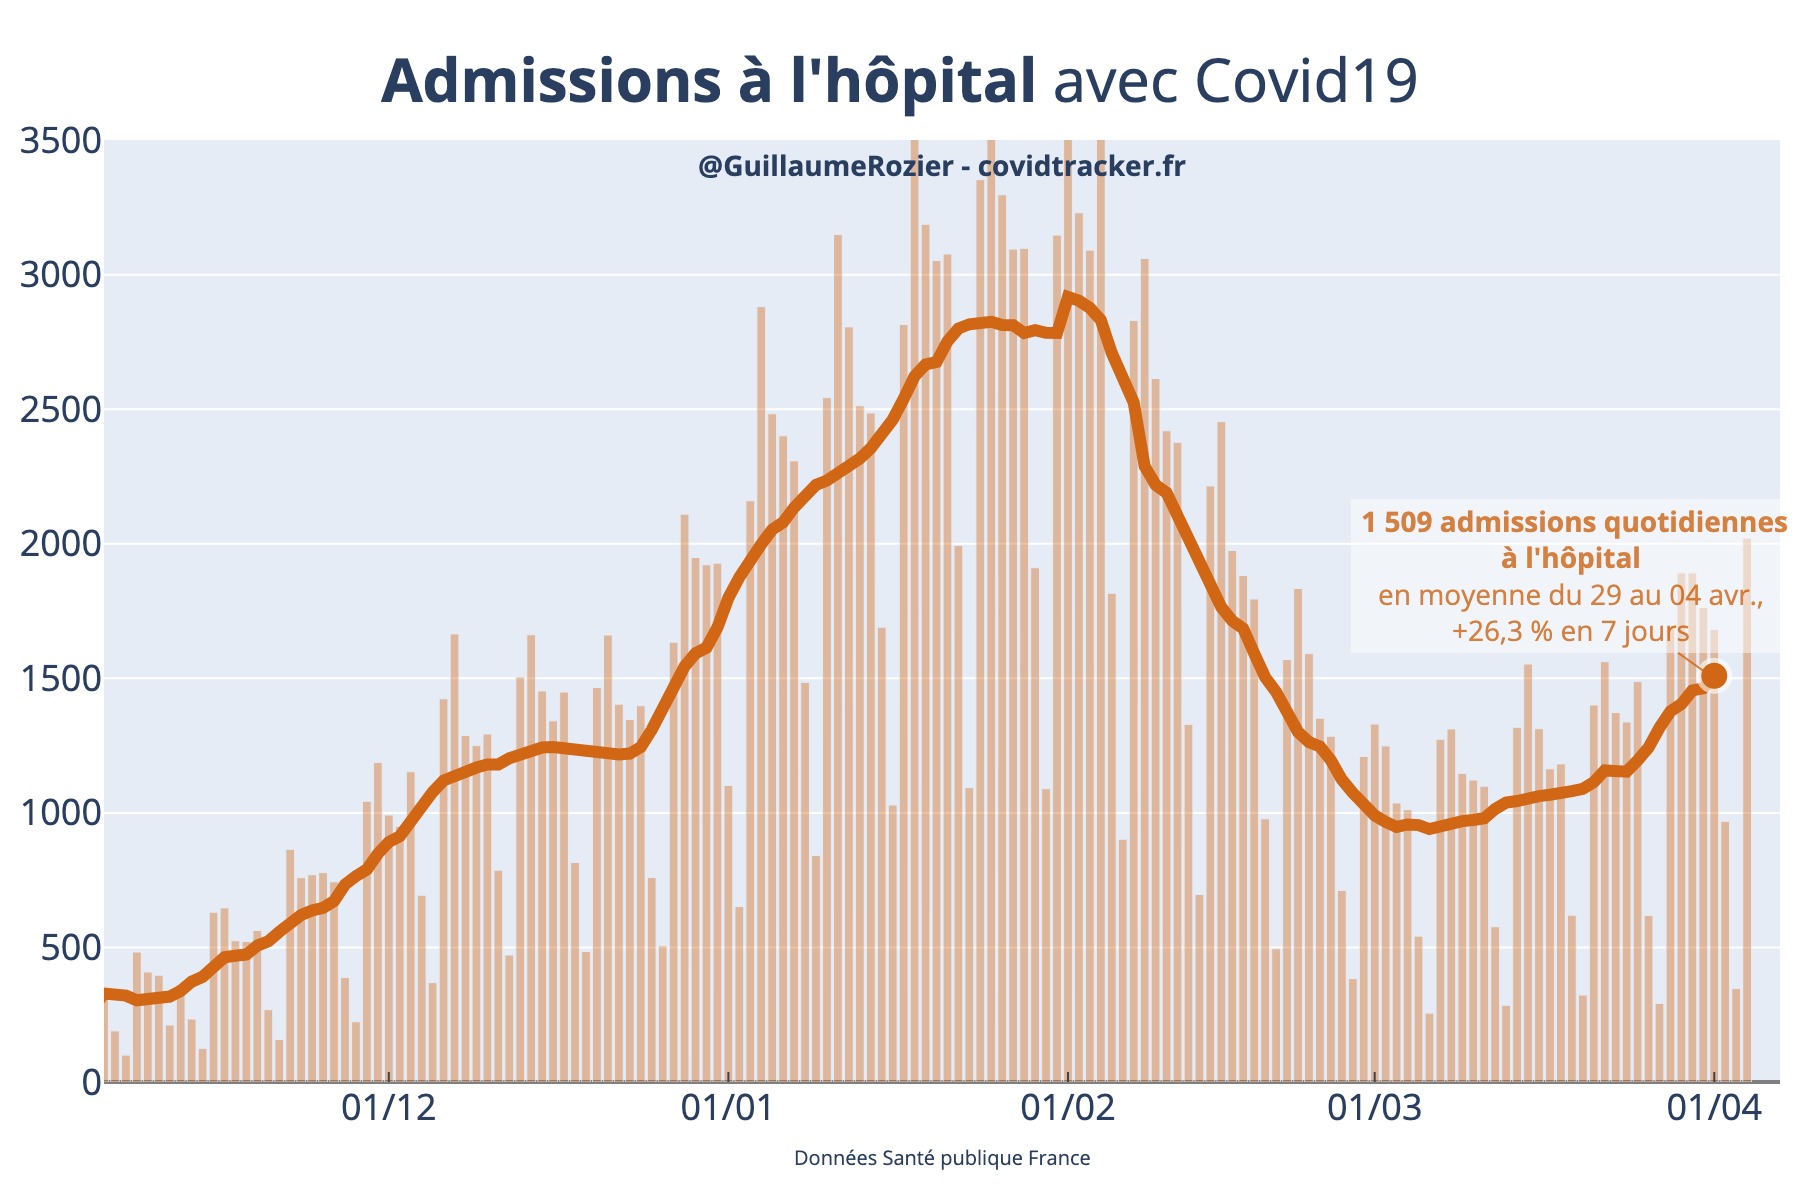 Admissions à l'hôpital avec Covid19
@GuillaumeRozier - covidtracker.fr
3500
3000
2500
2000
1500
1000
500
0
1 509 admissions quotidiennes
à l'hôpital
en moyenne du 29 au 04 avr.,
+26,3 % en 7 jours
01/12 01/01 01/02 01/03 01/04
Données Santé publique France